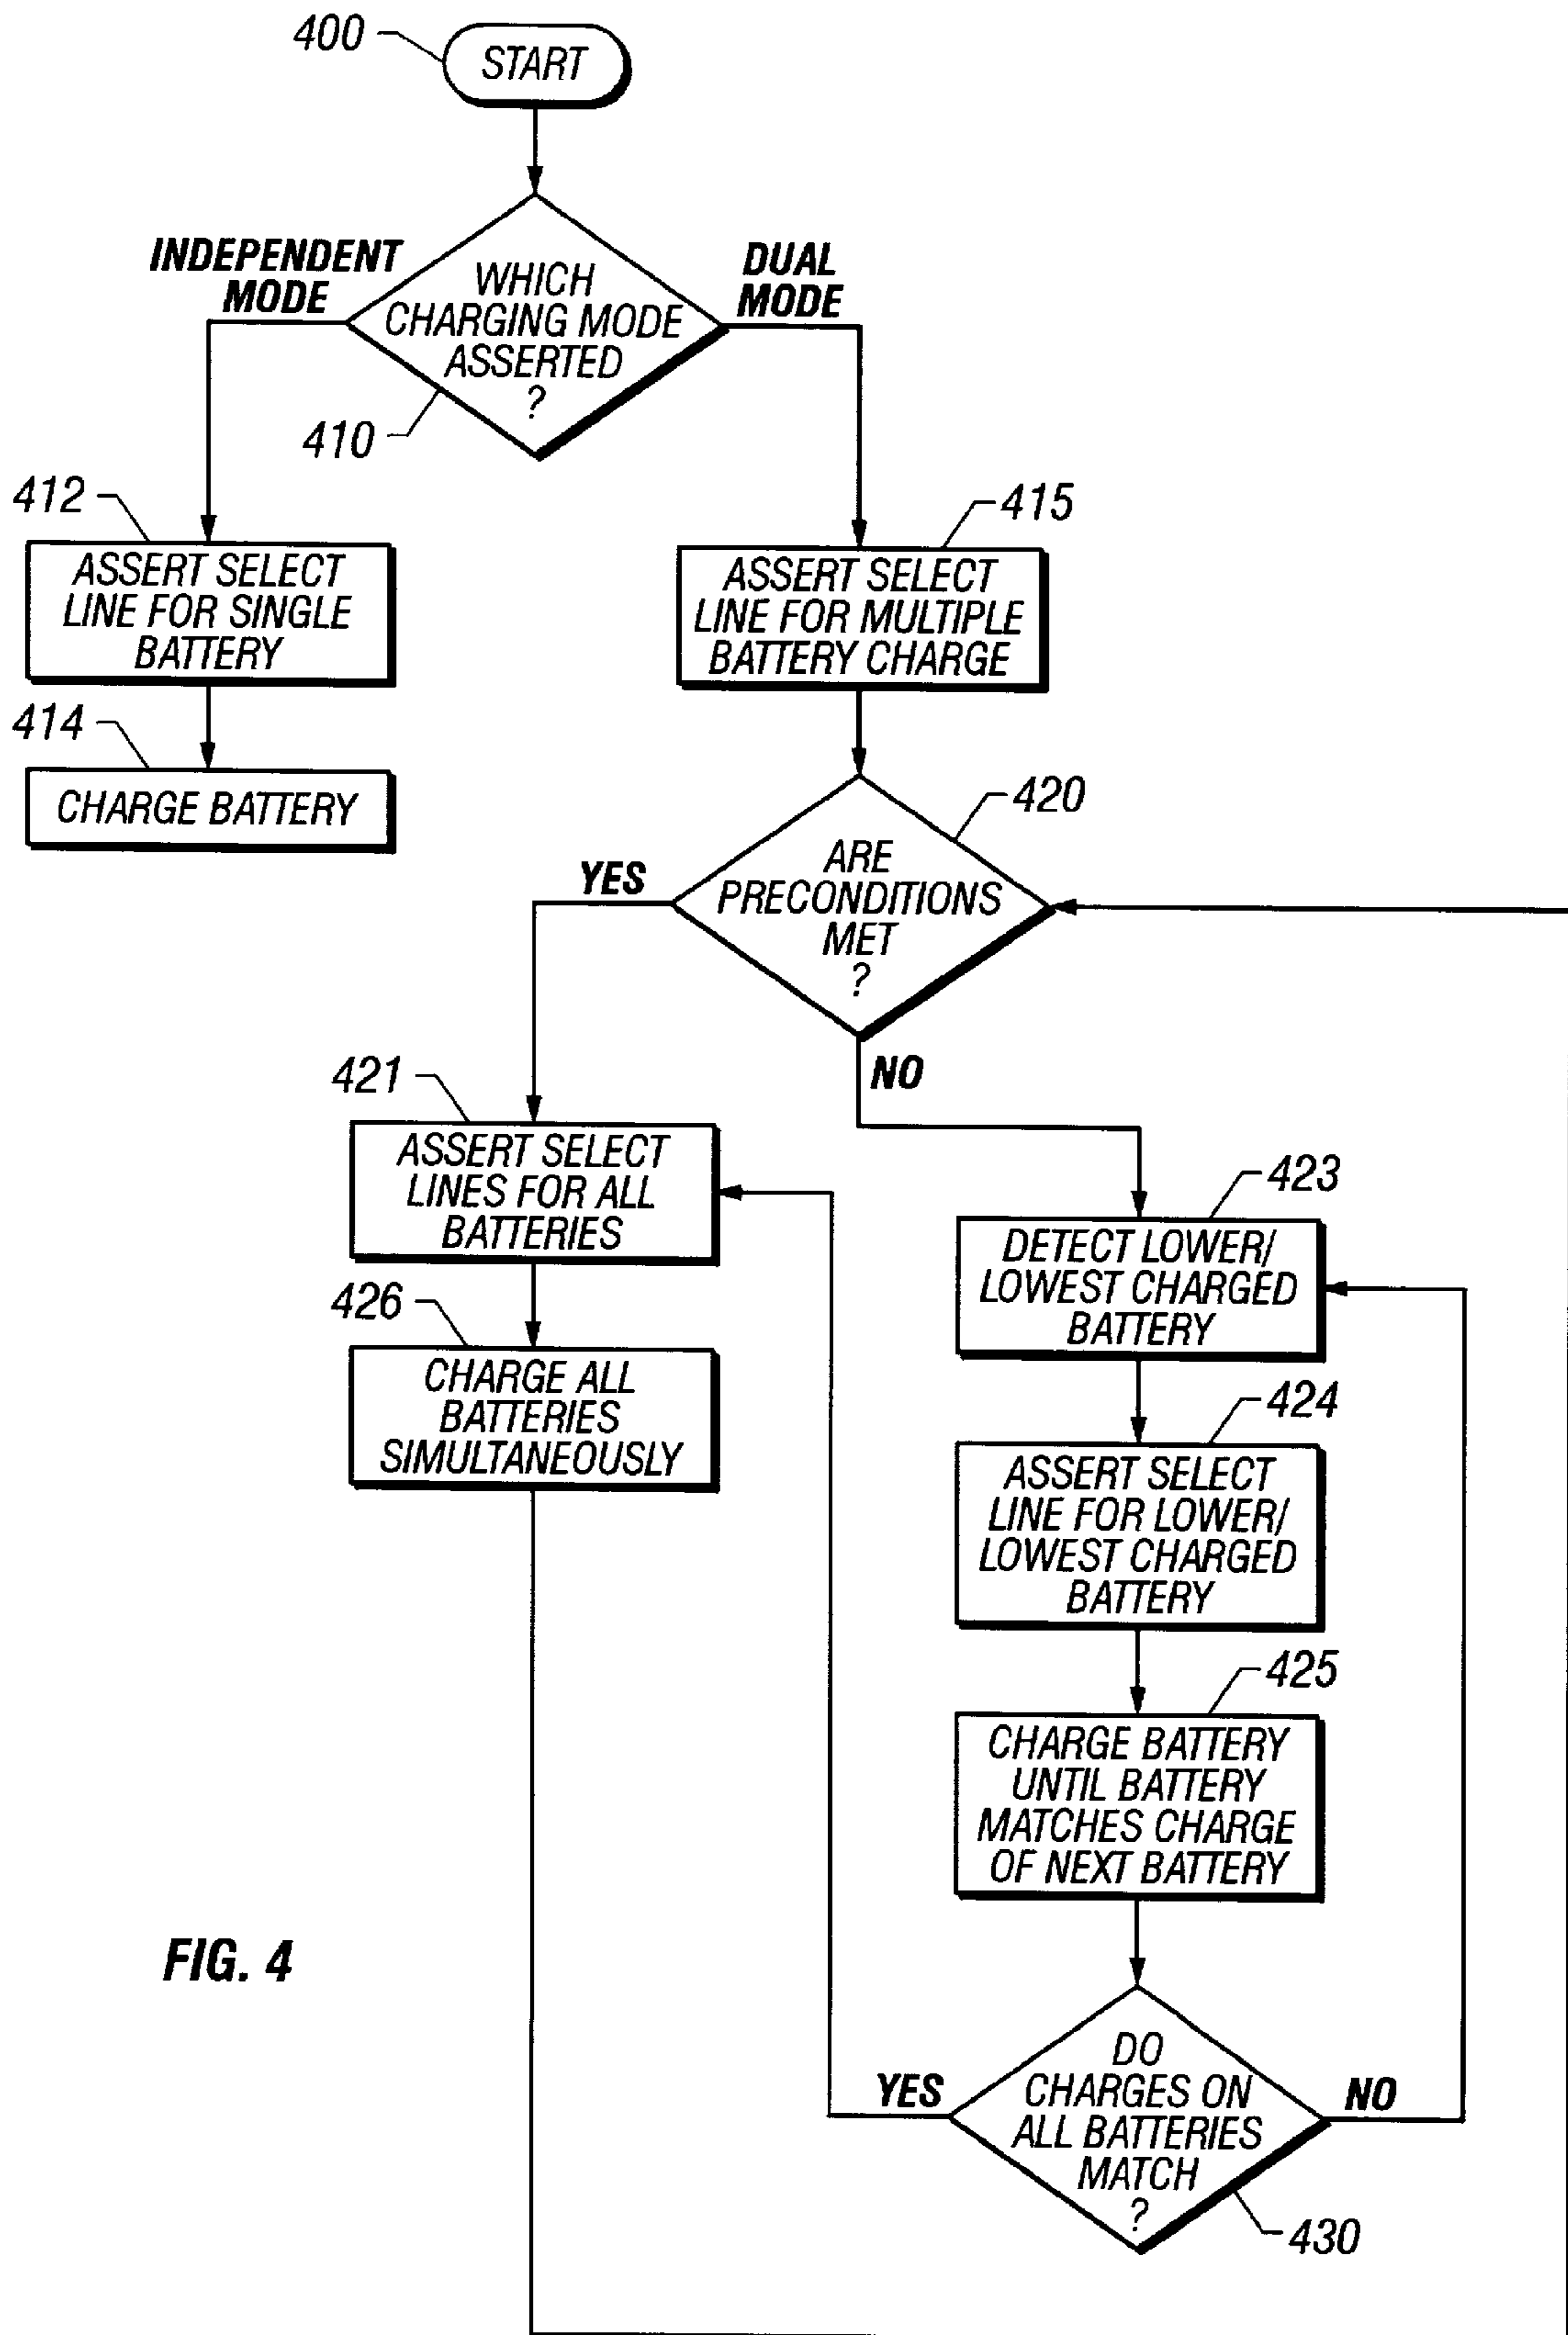 400
START
INDEPENDENT
MODE
DUAL
MODE
WHICH
CHARGING MODE
ASSERTED
?
410
412
ASSERT SELECT
LINE FOR SINGLE
BATTERY
415
ASSERT SELECT
LINE FOR MULTIPLE
BATTERY CHARGE
414
CHARGE BATTERY
420
ARE
PRECONDITIONS
MET
?
YES
NO
421
ASSERT SELECT
LINES FOR ALL
BATTERIES
423
DETECT LOWER/
LOWEST CHARGED
BATTERY
426
CHARGE ALL
BATTERIES
SIMULTANEOUSLY
424
ASSERT SELECT
LINE FOR LOWER/
LOWEST CHARGED
BATTERY
425
CHARGE BATTERY
UNTIL BATTERY
MATCHES CHARGE
OF NEXT BATTERY
FIG. 4
DO
CHARGES ON
ALL BATTERIES
MATCH
?
YES
NO
430